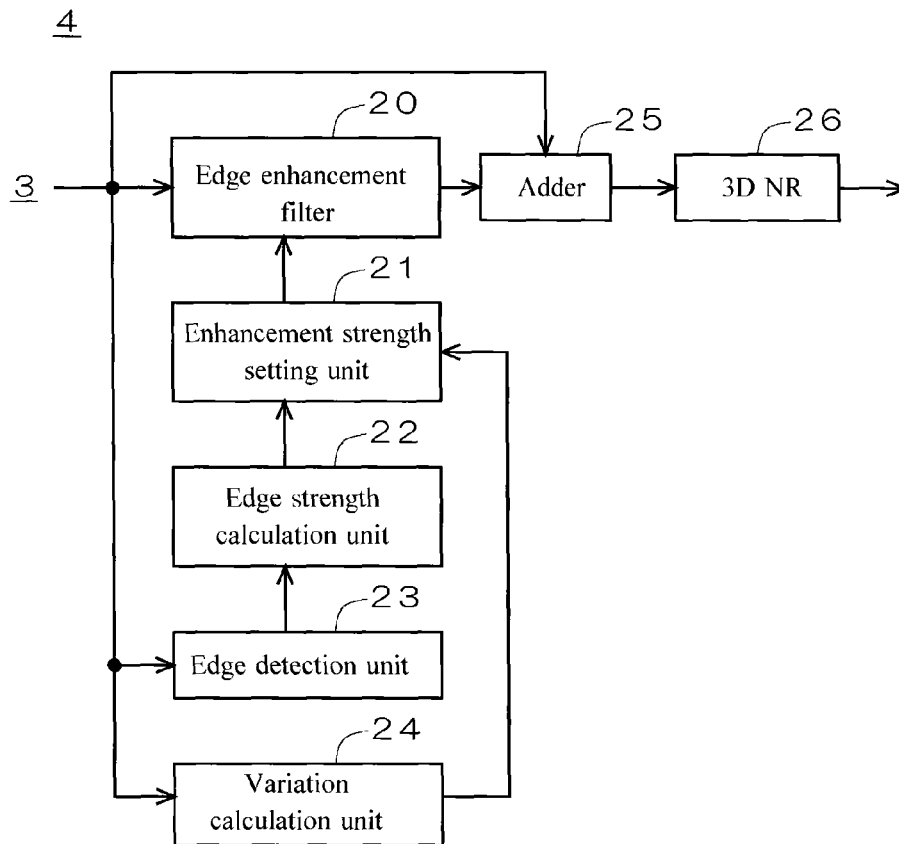 4
20
25
26
3
Edge enhancement
filter
Adder
3D NR
21
Enhancement strength
setting unit
22
Edge strength
calculation unit
23
Edge detection unit
24
Variation
calculation unit